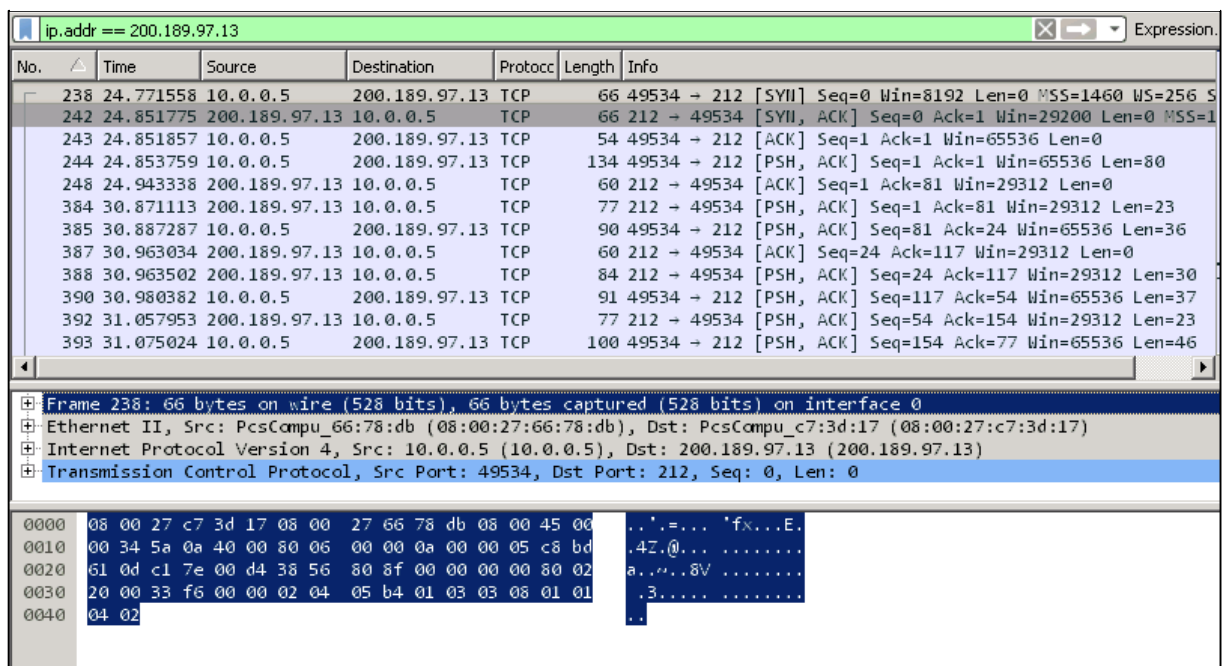 ip.addr == 200.189.97.13 Expression.
No. Time Source Destination Protocc Length Info
238 24.771558 10.0.0.5 200.189.97.13 TCP 66 49534 → 212 [SYN] Seq=0 Win=8192 Len=0 MSS=1460 WS=256 S
242 24.851775 200.189.97.13 10.0.0.5 TCP 66 212 → 49534 [SYN, ACK] Seq=0 Ack=1 Win=29200 Len=0 MSS=1
243 24.851857 10.0.0.5 200.189.97.13 TCP 54 49534 → 212 [ACK] Seq=1 Ack=1 Win=65536 Len=0
244 24.853759 10.0.0.5 200.189.97.13 TCP 134 49534 → 212 [PSH, ACK] Seq=1 Ack=1 Win=65536 Len=80
248 24.943338 200.189.97.13 10.0.0.5 TCP 60 212 → 49534 [ACK] Seq=1 Ack=81 Win=29312 Len=0
384 30.871113 200.189.97.13 10.0.0.5 TCP 77 212 → 49534 [PSH, ACK] Seq=1 Ack=81 Win=29312 Len=23
385 30.887287 10.0.0.5 200.189.97.13 TCP 90 49534 → 212 [PSH, ACK] Seq=81 Ack=24 Win=65536 Len=36
387 30.963034 200.189.97.13 10.0.0.5 TCP 60 212 → 49534 [ACK] Seq=24 Ack=117 Win=29312 Len=0
388 30.963502 200.189.97.13 10.0.0.5 TCP 84 212 → 49534 [PSH, ACK] Seq=24 Ack=117 Win=29312 Len=30
390 30.980382 10.0.0.5 200.189.97.13 TCP 91 49534 → 212 [PSH, ACK] Seq=117 Ack=54 Win=65536 Len=37
392 31.057953 200.189.97.13 10.0.0.5 TCP 77 212 → 49534 [PSH, ACK] Seq=54 Ack=154 Win=29312 Len=23
393 31.075024 10.0.0.5 200.189.97.13 TCP 100 49534 → 212 [PSH, ACK] Seq=154 Ack=77 Win=65536 Len=46
Frame 238: 66 bytes on wire (528 bits), 66 bytes captured (528 bits) on interface 0
Ethernet II, Src: PcsCompu_66:78:db (08:00:27:66:78:db), Dst: PcsCompu_c7:3d:17 (08:00:27:c7:3d:17)
Internet Protocol Version 4, Src: 10.0.0.5 (10.0.0.5), Dst: 200.189.97.13 (200.189.97.13)
Transmission Control Protocol, Src Port: 49534, Dst Port: 212, Seq: 0, Len: 0
0000 08 00 27 c7 3d 17 08 00 27 66 78 db 08 00 45 00 ..'.=... 'fx...E.
0010 00 34 5a 0a 40 00 80 06 00 00 0a 00 00 05 c8 bd .4Z.@... ........
0020 61 0d c1 7e 00 d4 38 56 80 8f 00 00 00 00 80 02 a..~..8V ........
0030 20 00 33 f6 00 00 02 04 05 b4 01 03 03 08 01 01  .3..... ........
0040 04 02 ..